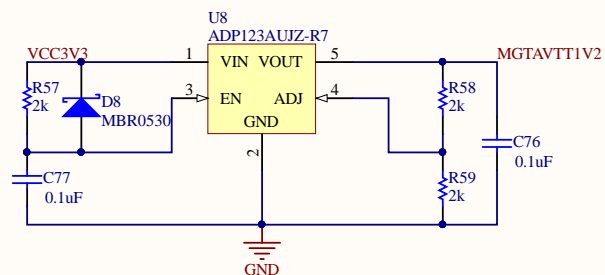 U8
ADP123AUJZ-R7
VCC3V3
1
VIN
VOUT
5
MGTAVTT1V2
R57
2k
D8
MBR0530
3
EN
ADJ
4
GND
2
R58
2k
C76
0.1uF
C77
0.1uF
R59
2k
GND